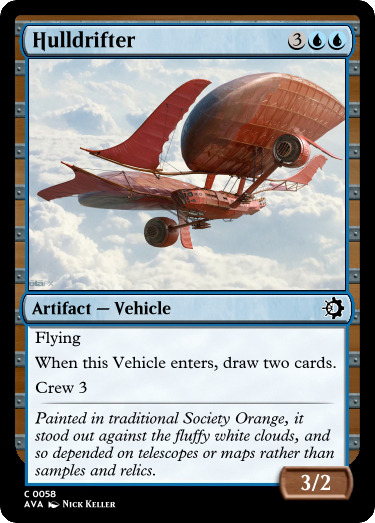 Hulldrifter 3
Artifact — Vehicle
Flying
When this Vehicle enters, draw two cards.
Crew 3
Painted in traditional Society Orange, it
stood out against the fluffy white clouds, and
so depended on telescopes or maps rather than
samples and relics.
3/2
C 0058
AVA Nick Keller